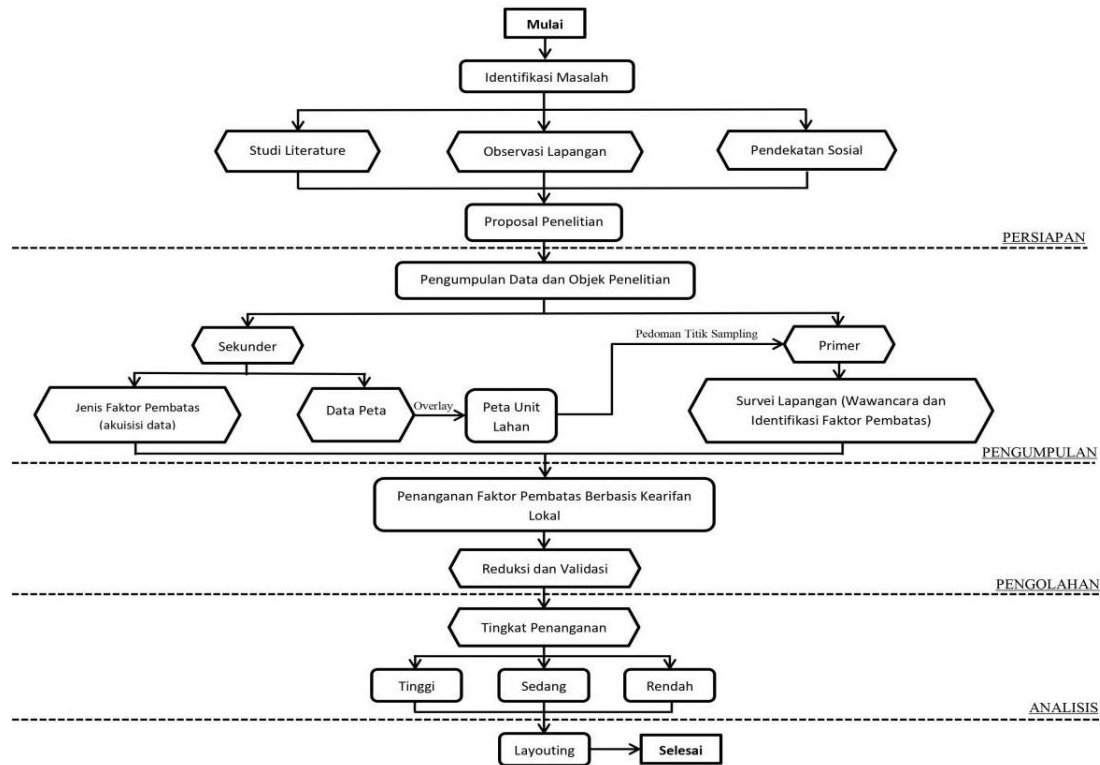 Mulai
Identifikasi Masalah
Studi Literature
Observasi Lapangan
Pendekatan Sosial
Proposal Penelitian
PERSIAPAN
Pengumpulan Data dan Objek Penelitian
Sekunder
Pedoman Titik Sampling
Primer
Jenis Faktor Pembatas
(akuisisi data)
Data Peta
Overlay
Peta Unit
Lahan
Survei Lapangan (Wawancara dan
Identifikasi Faktor Pembatas)
PENGUMPULAN
Penanganan Faktor Pembatas Berbasis Kearifan
Lokal
Reduksi dan Validasi
PENGOLAHAN
Tingkat Penanganan
Tinggi
Sedang
Rendah
ANALISIS
Layouting
Selesai